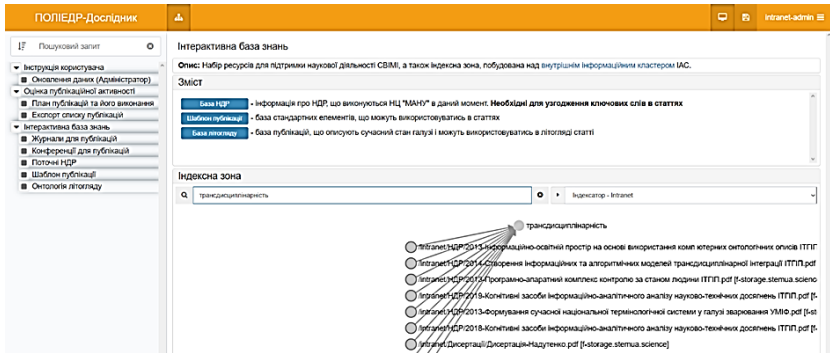 ПОЛІЕДР-Дослідник
Intranet-admin
Пошуковий запит
Інструкція користувача
Оновлення даних (Адміністратор)
Оцінка публікаційної активності
План публікацій та його виконання
Експорт списку публікацій
Інтерактивна база знань
Журнали для публікацій
Конференції для публікацій
Поточні НДР
Шаблон публікації
Онтологія літогляду
Інтерактивна база знань
Опис: Набір ресурсів для підтримки наукової діяльності СВІМІ, а також індексна зона, побудована над внутрішнім інформаційним кластером ІАС.
Зміст
База НДР - інформація про НДР, що виконуються НЦ "МАНУ" в даний момент. Необхідні для узгодження ключових слів в статтях
Шаблон публікації - база стандартних елементів, що можуть використовуватись в статтях
База літогляду - база публікацій, що описують сучасний стан галузі і можуть використовуватись в літогляді статті
Індексна зона
трансдисциплінарність
Індексатор - Intranet
трансдисциплінарність
/intranet/НДР/2013-Інформаційно-освітній простір на основі використання комп ютерних онтологічних описів ІТГІГ
/intranet/НДР/2014-Створення інформаційних та алгоритмічних моделей трансдисциплінарної інтеграції ІТГІП.pdf [f-
/intranet/НДР/2013-Програмно-апаратний комплекс контролю за станом людини ІТГІП.pdf [f-storage.stemua.scienc
/intranet/НДР/2019-Когнітивні засоби інформаційно-аналітичного аналізу науково-технічних досягнень ІТГІП.pdf [f-
/intranet/НДР/2013-Формування сучасної національної термінологічної системи у галузі зварювання УМІФ.pdf [f-st
/intranet/НДР/2018-Когнітивні засоби інформаційно-аналітичного аналізу науково-технічних досягнень ІТГІП.pdf [f-
/intranet/Дисертації/Дисертація-Надутенко.pdf [f-storage.stemua.science]